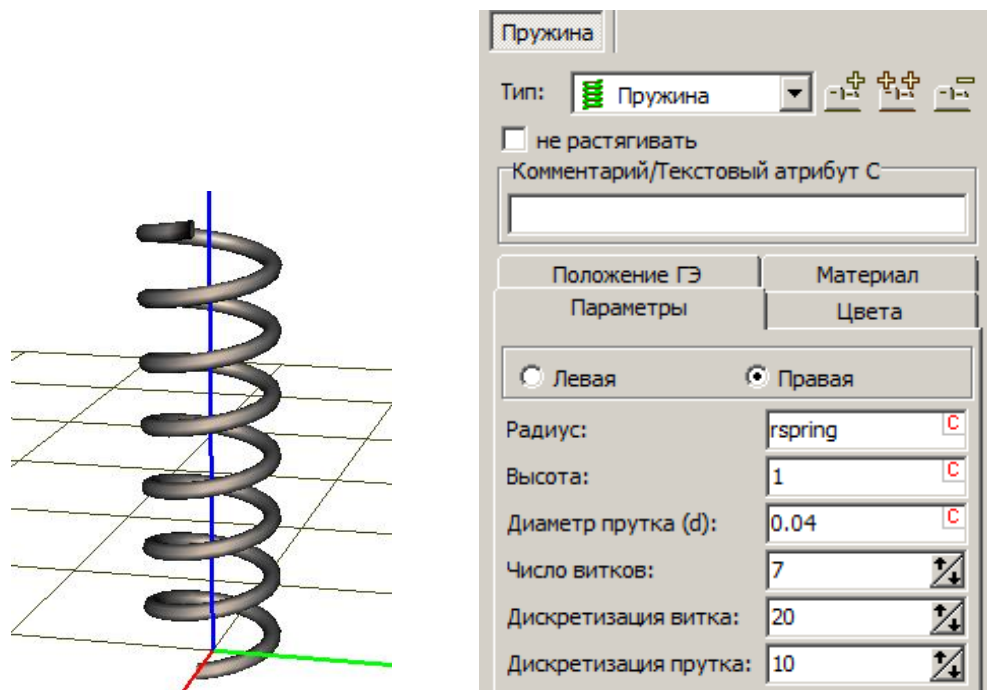 Пружина
Тип: Пружина
не растягивать
Комментарий/Текстовый атрибут C
Положение ГЭ Материал
Параметры Цвета
Левая Правая
Радиус: rspring C
Высота: 1 C
Диаметр прутка (d): 0.04 C
Число витков: 7
Дискретизация витка: 20
Дискретизация прутка: 10